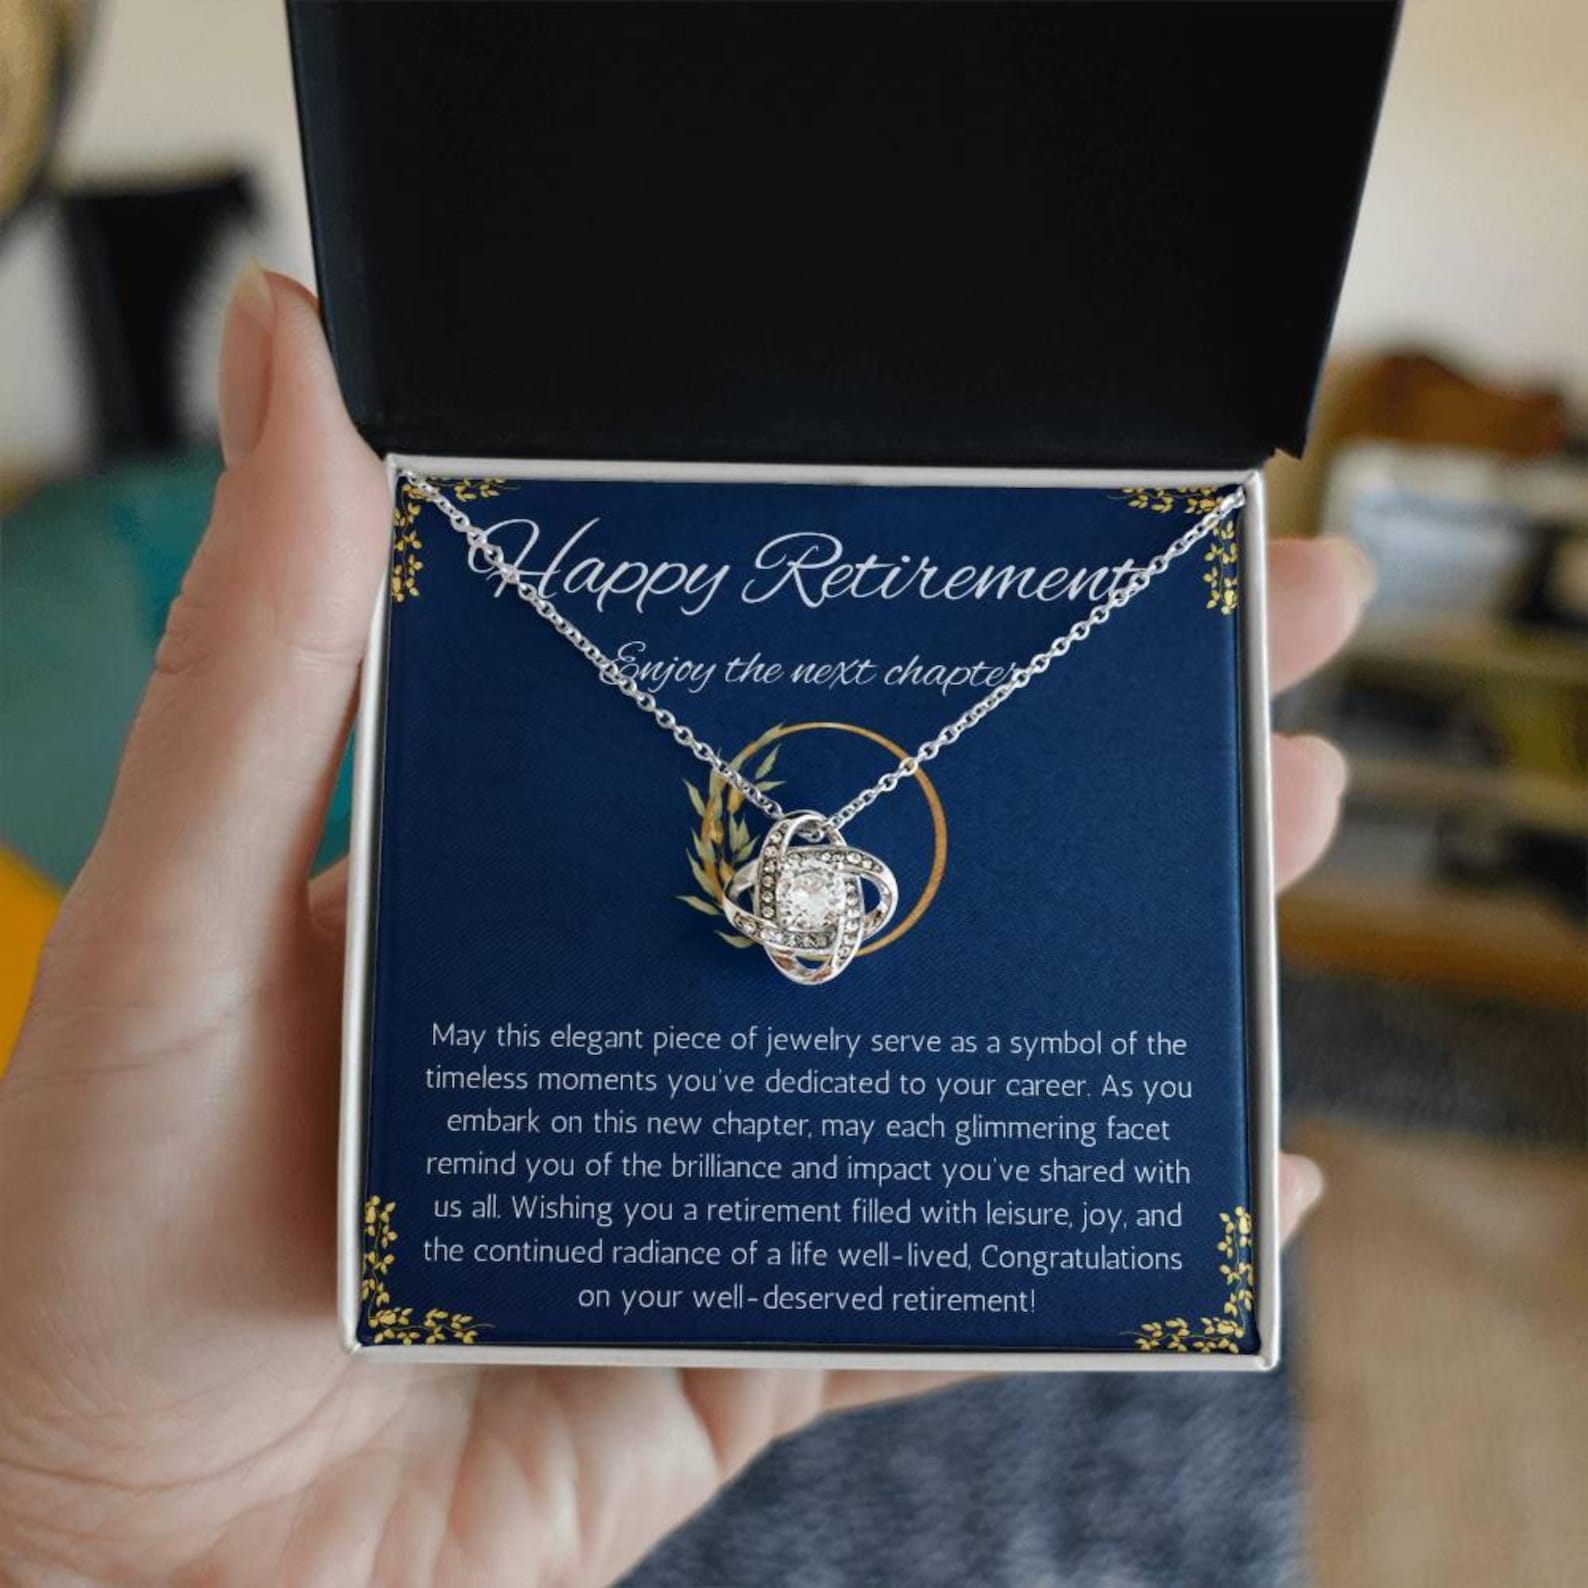 Happy Retirement
Enjoy the next chapter
May this elegant piece of jewelry serve as a symbol of the
timeless moments you've dedicated to your career. As you
embark on this new chapter, may each glimmering facet
remind you of the brilliance and impact you've shared with
us all. Wishing you a retirement filled with leisure, joy, and
the continued radiance of a life well-lived, Congratulations
on your well-deserved retirement!